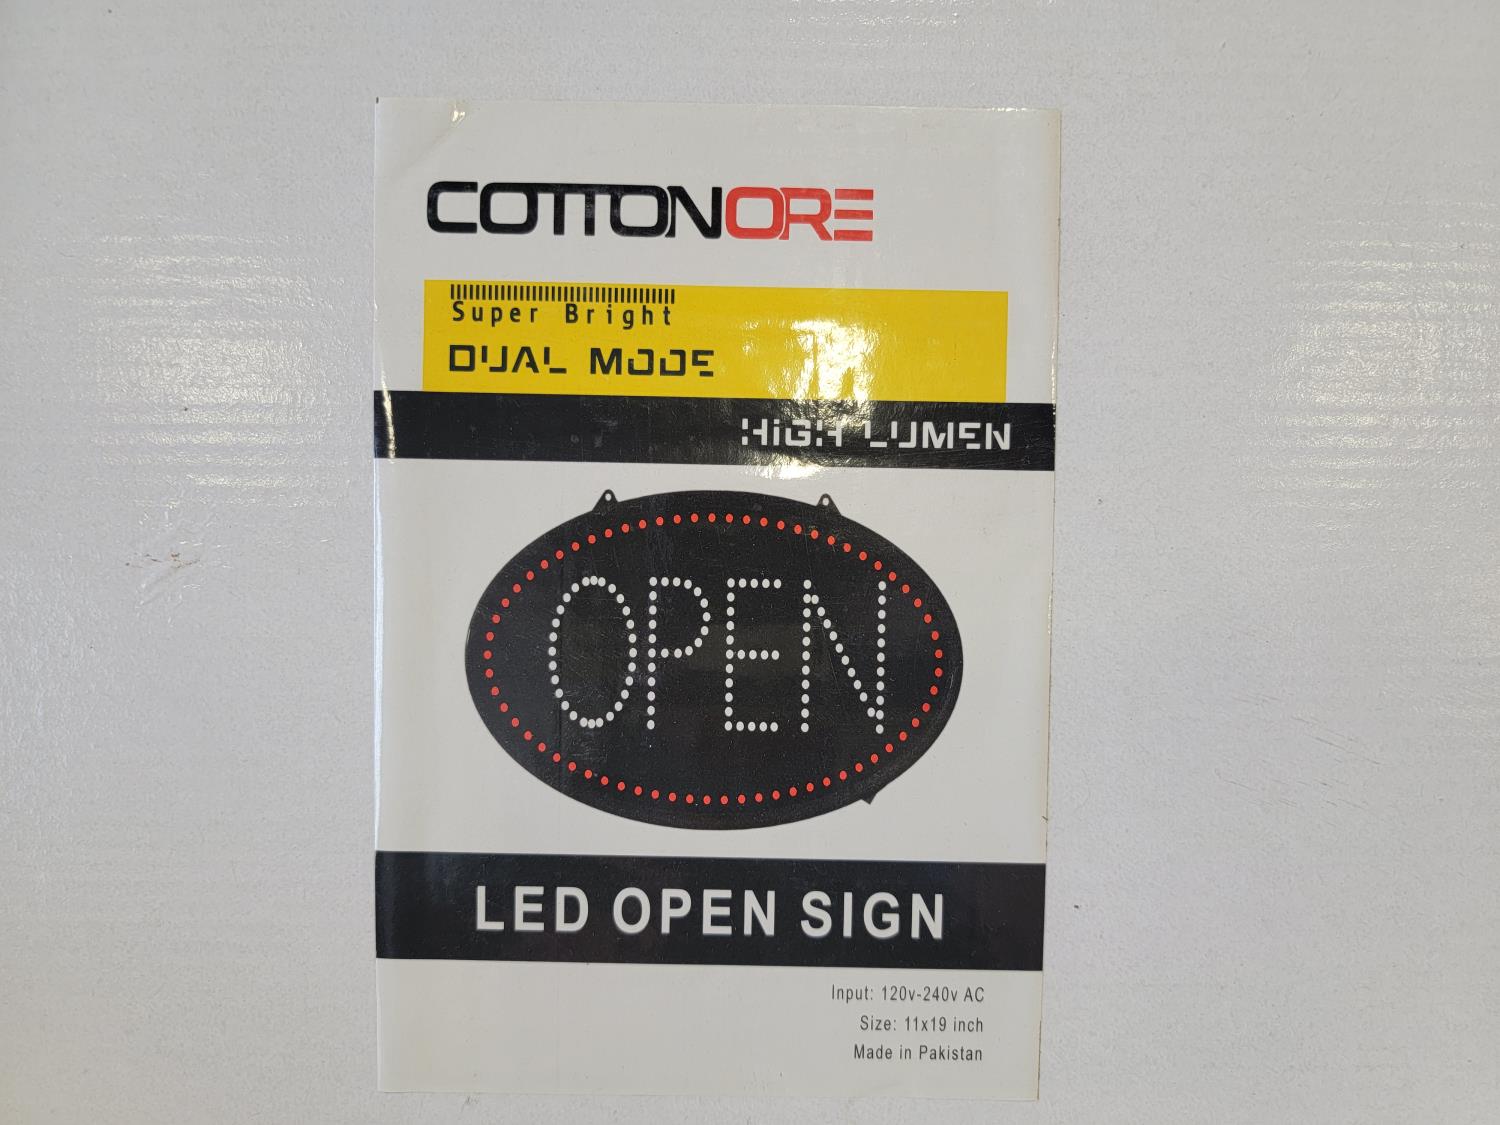 COTTONORE
Super Bright
DUAL MODE
HiGH LUMEN
OPEN
LED OPEN SIGN
Input: 120v-240v AC
Size: 11x19 inch
Made in Pakistan